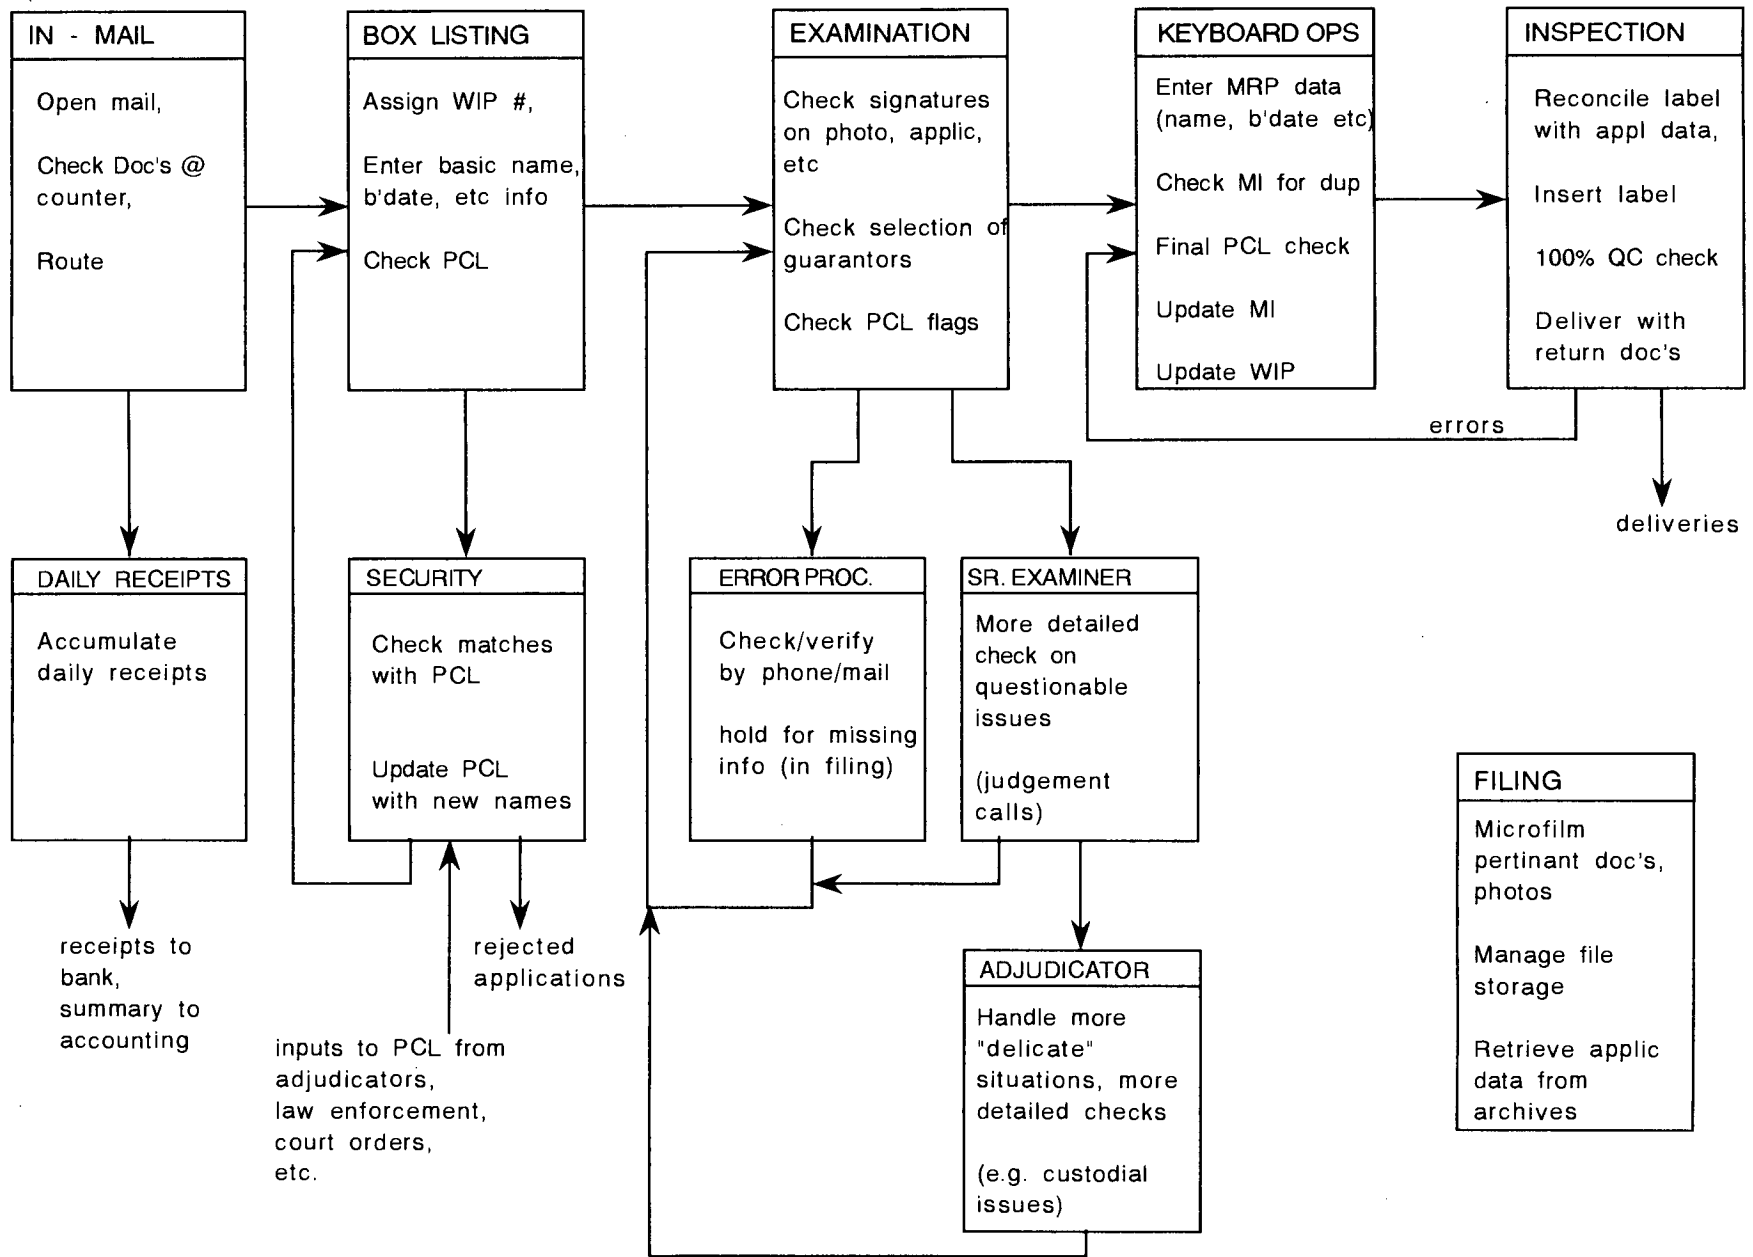 IN - MAIL
Open mail,
Check Doc's @
counter,
Route
BOX LISTING
Assign WIP #,
Enter basic name,
b'date, etc info
Check PCL
EXAMINATION
Check signatures
on photo, applic,
etc
Check selection of
guarantors
Check PCL flags
KEYBOARD OPS
Enter MRP data
(name, b'date etc)
Check MI for dup
Final PCL check
Update MI
Update WIP
INSPECTION
Reconcile label
with appl data,
Insert label
100% QC check
Deliver with
return doc's
errors
deliveries
DAILY RECEIPTS
Accumulate
daily receipts
receipts to
bank,
summary to
accounting
SECURITY
Check matches
with PCL
Update PCL
with new names
rejected
applications
inputs to PCL from
adjudicators,
law enforcement,
court orders,
etc.
ERROR PROC.
Check/verify
by phone/mail
hold for missing
info (in filing)
SR. EXAMINER
More detailed
check on
questionable
issues
(judgement
calls)
ADJUDICATOR
Handle more
"delicate"
situations, more
detailed checks
(e.g. custodial
issues)
FILING
Microfilm
pertinant doc's,
photos
Manage file
storage
Retrieve applic
data from
archives